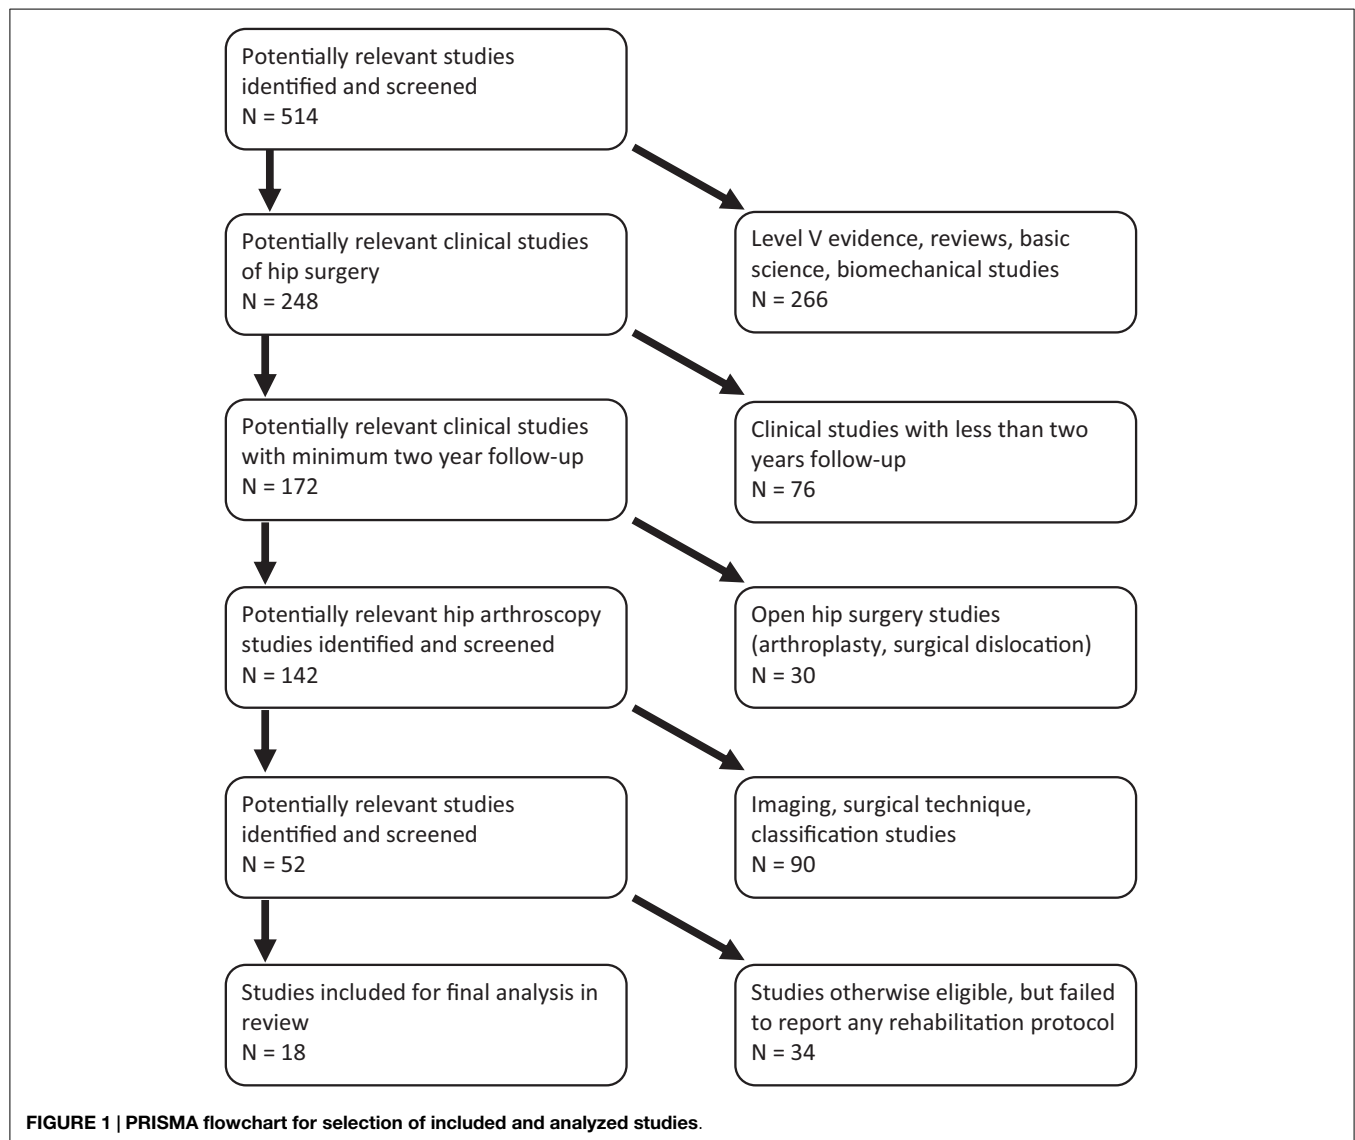 Potentially relevant studies
identified and screened
N = 514
Potentially relevant clinical studies
of hip surgery
N = 248
Level V evidence, reviews, basic
science, biomechanical studies
N = 266
Potentially relevant clinical studies
with minimum two year follow-up
N = 172
Clinical studies with less than two
years follow-up
N = 76
Potentially relevant hip arthroscopy
studies identified and screened
N = 142
Open hip surgery studies
(arthroplasty, surgical dislocation)
N = 30
Potentially relevant studies
identified and screened
N = 52
Imaging, surgical technique,
classification studies
N = 90
Studies included for final analysis in
review
N = 18
Studies otherwise eligible, but failed
to report any rehabilitation protocol
N = 34
FIGURE 1 | PRISMA flowchart for selection of included and analyzed studies.